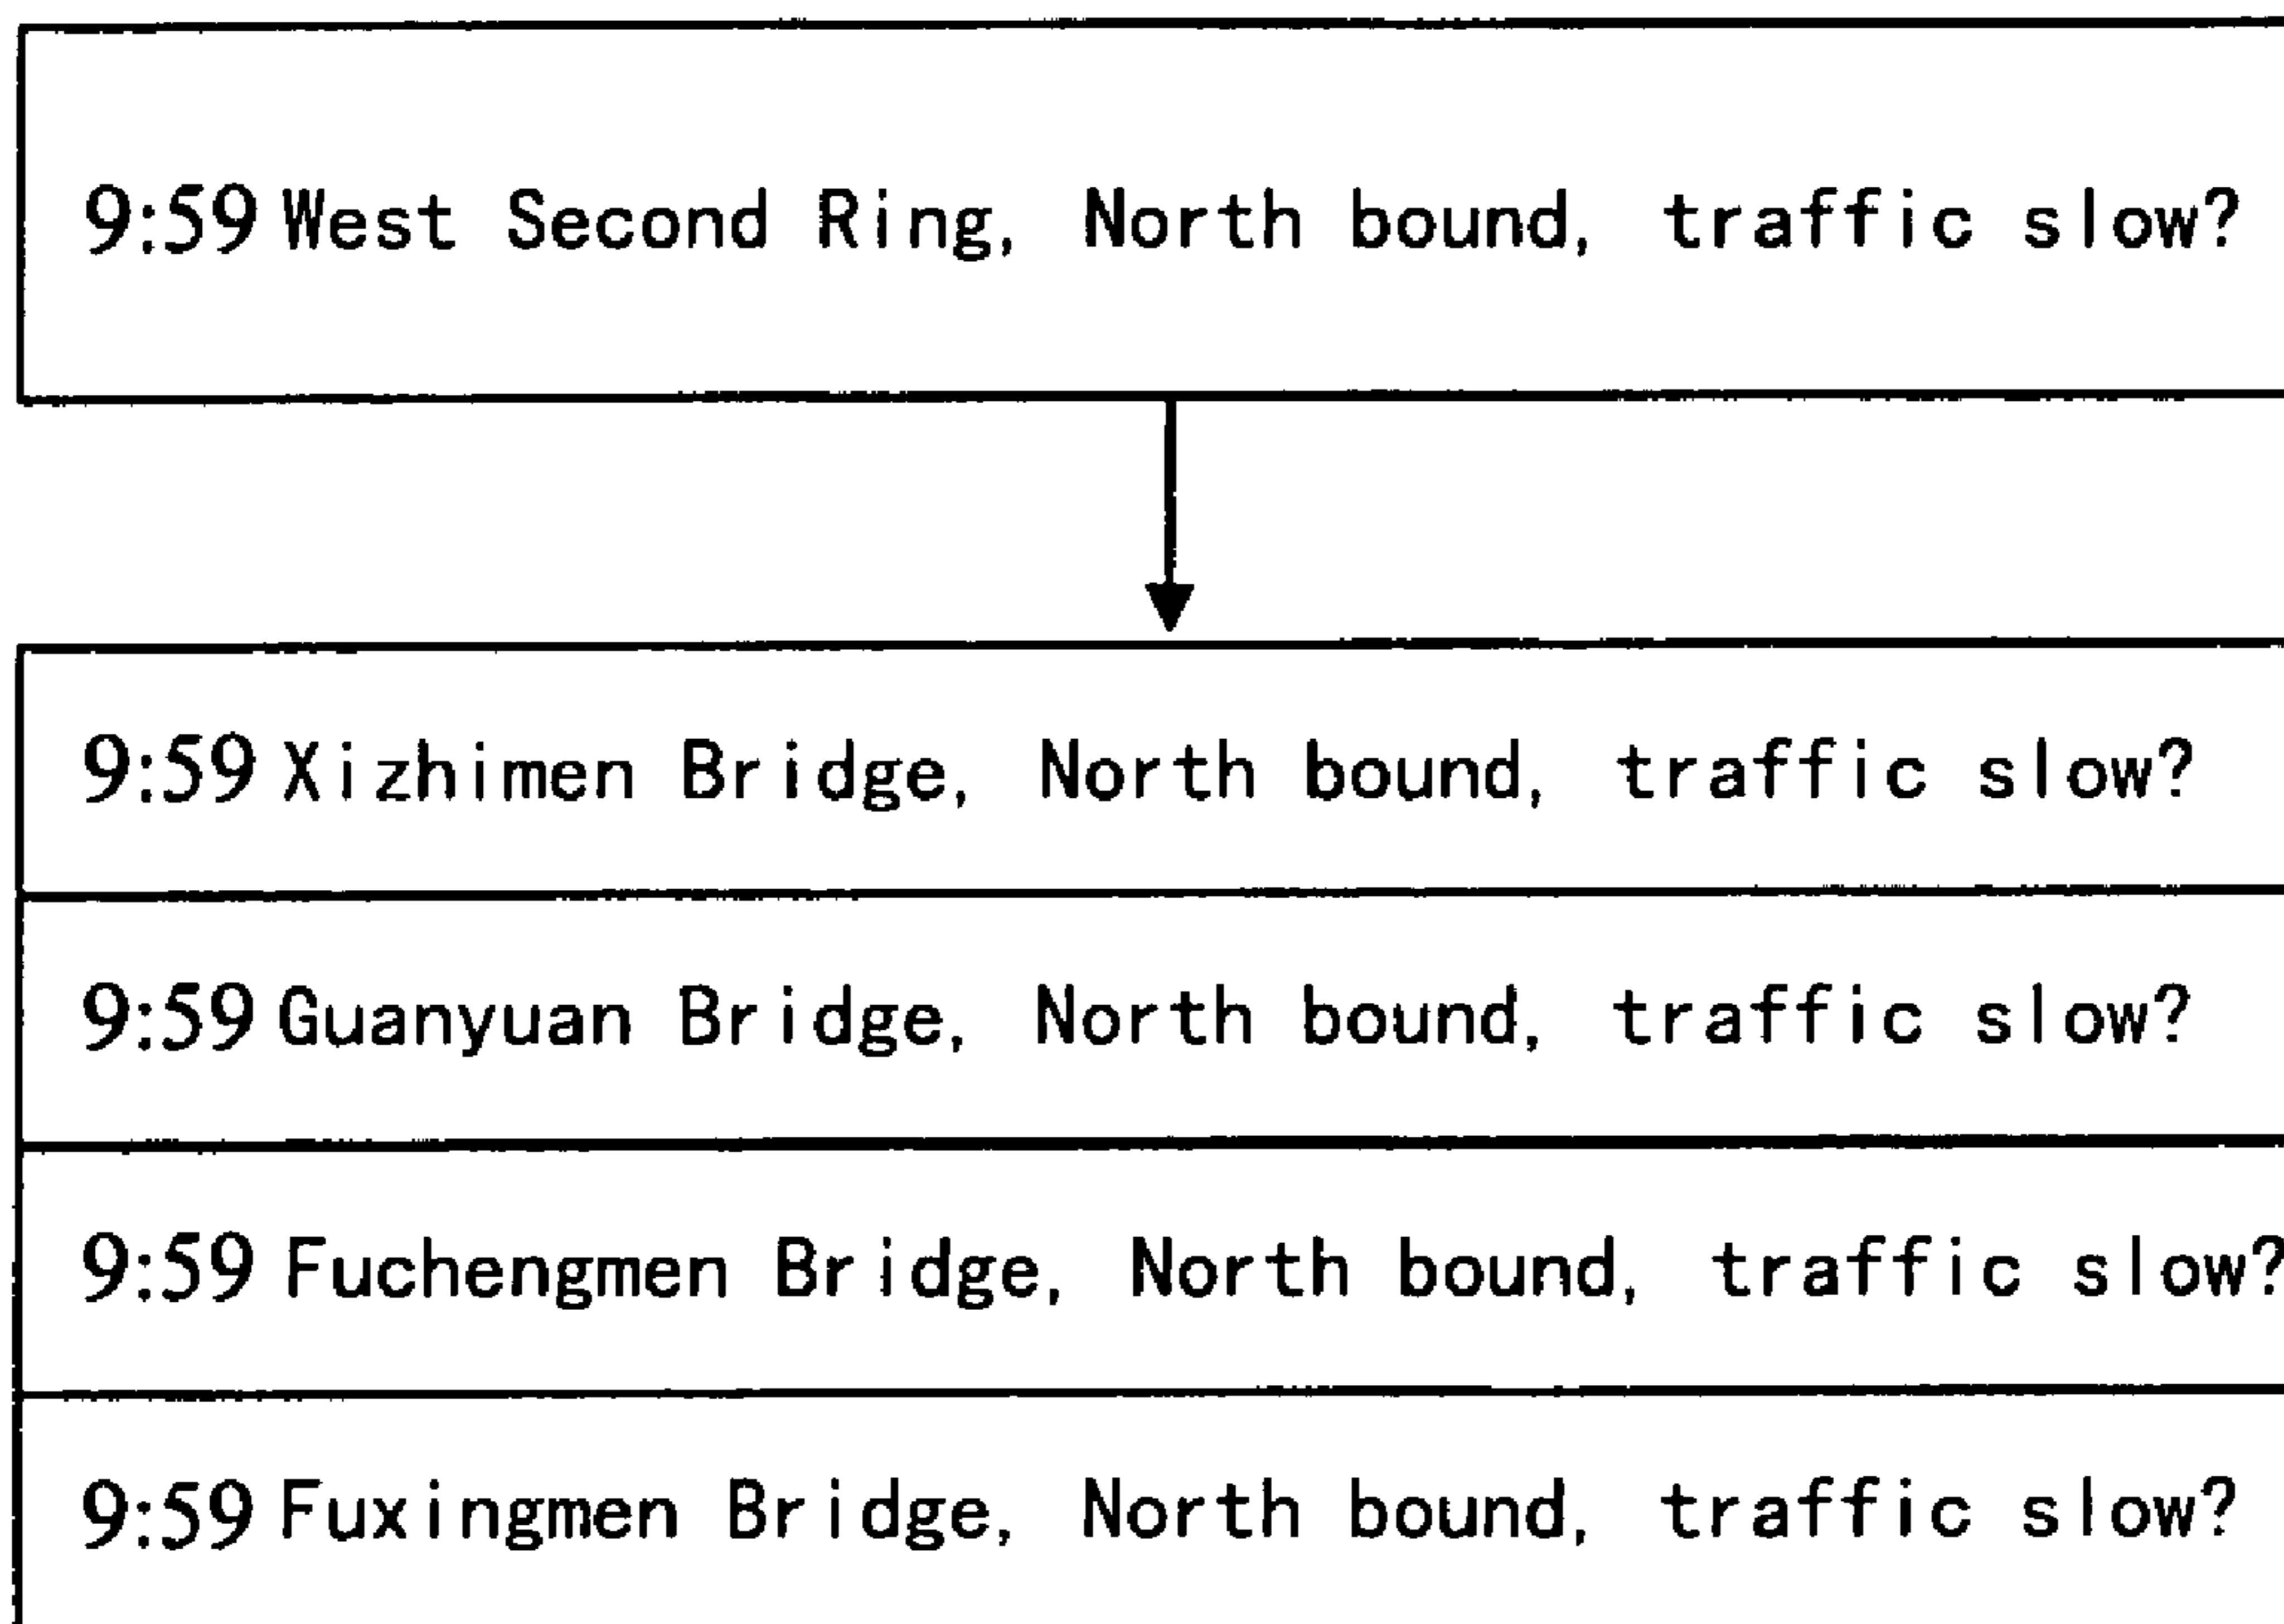 9:59 West Second Ring, North bound, traffic slow?
9:59 Xizhimen Bridge, North bound, traffic slow?
9:59 Guanyuan Bridge, North bound, traffic slow?
9:59 Fuchengmen Bridge, North bound, traffic slow?
9:59 Fuxingmen Bridge, North bound, traffic slow?